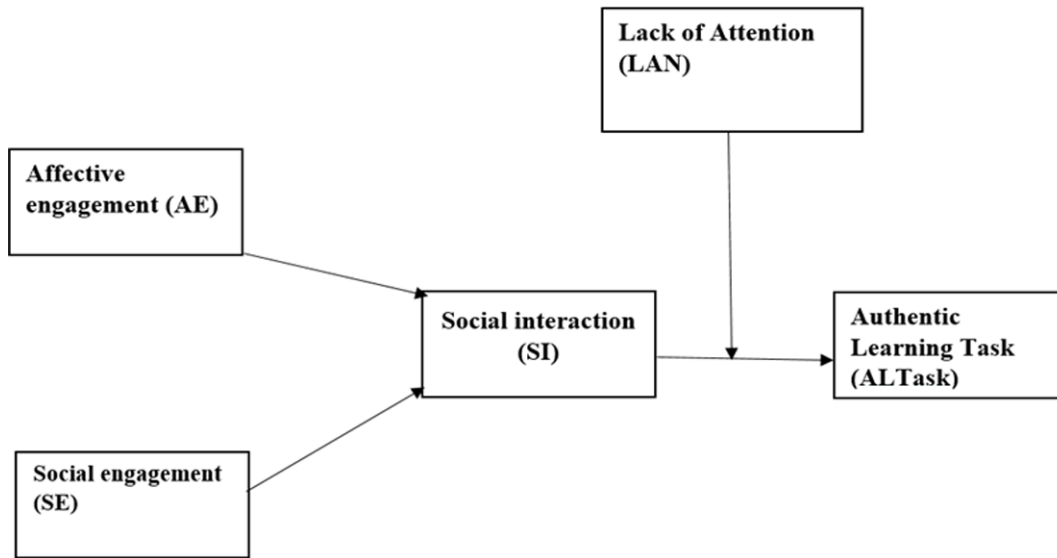 Lack of Attention
(LAN)
Affective
engagement (AE)
Social interaction
(SI)
Authentic
Learning Task
(ALTask)
Social engagement
(SE)